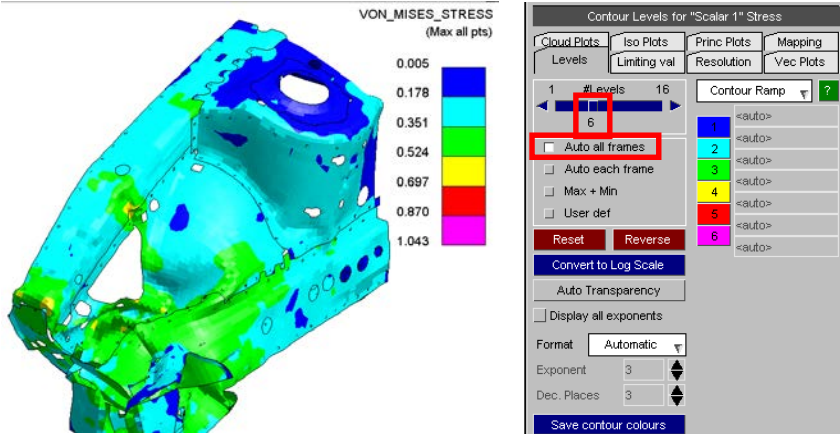 VON_MISES_STRESS
(Max all pts)
0.005
0.178
0.351
0.524
0.697
0.870
1.043
Contour Levels for "Scalar 1" Stress
Cloud Plots Iso Plots Princ Plots Mapping
Levels Limiting val Resolution Vec Plots
1 #Levels 16
6
Contour Ramp ?
Auto all frames
Auto each frame
Max + Min
User def
1
2
3
4
5
6
<auto>
<auto>
<auto>
<auto>
<auto>
<auto>
<auto>
Reset Reverse
Convert to Log Scale
Auto Transparency
Display all exponents
Format Automatic
Exponent 3
Dec. Places 3
Save contour colours